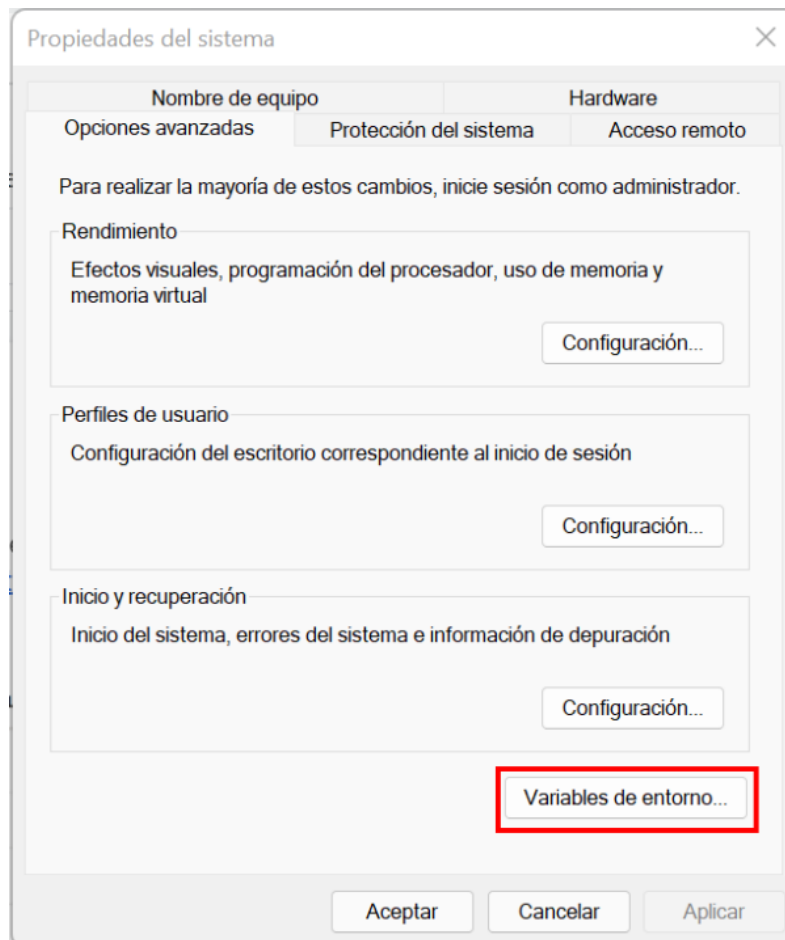 Propiedades del sistema
Nombre de equipo
Hardware
Opciones avanzadas
Protección del sistema
Acceso remoto
Para realizar la mayoría de estos cambios, inicie sesión como administrador.
Rendimiento
Efectos visuales, programación del procesador, uso de memoria y
memoria virtual
Configuración...
Perfiles de usuario
Configuración del escritorio correspondiente al inicio de sesión
Configuración...
Inicio y recuperación
Inicio del sistema, errores del sistema e información de depuración
Configuración...
Variables de entorno...
Aceptar
Cancelar
Aplicar